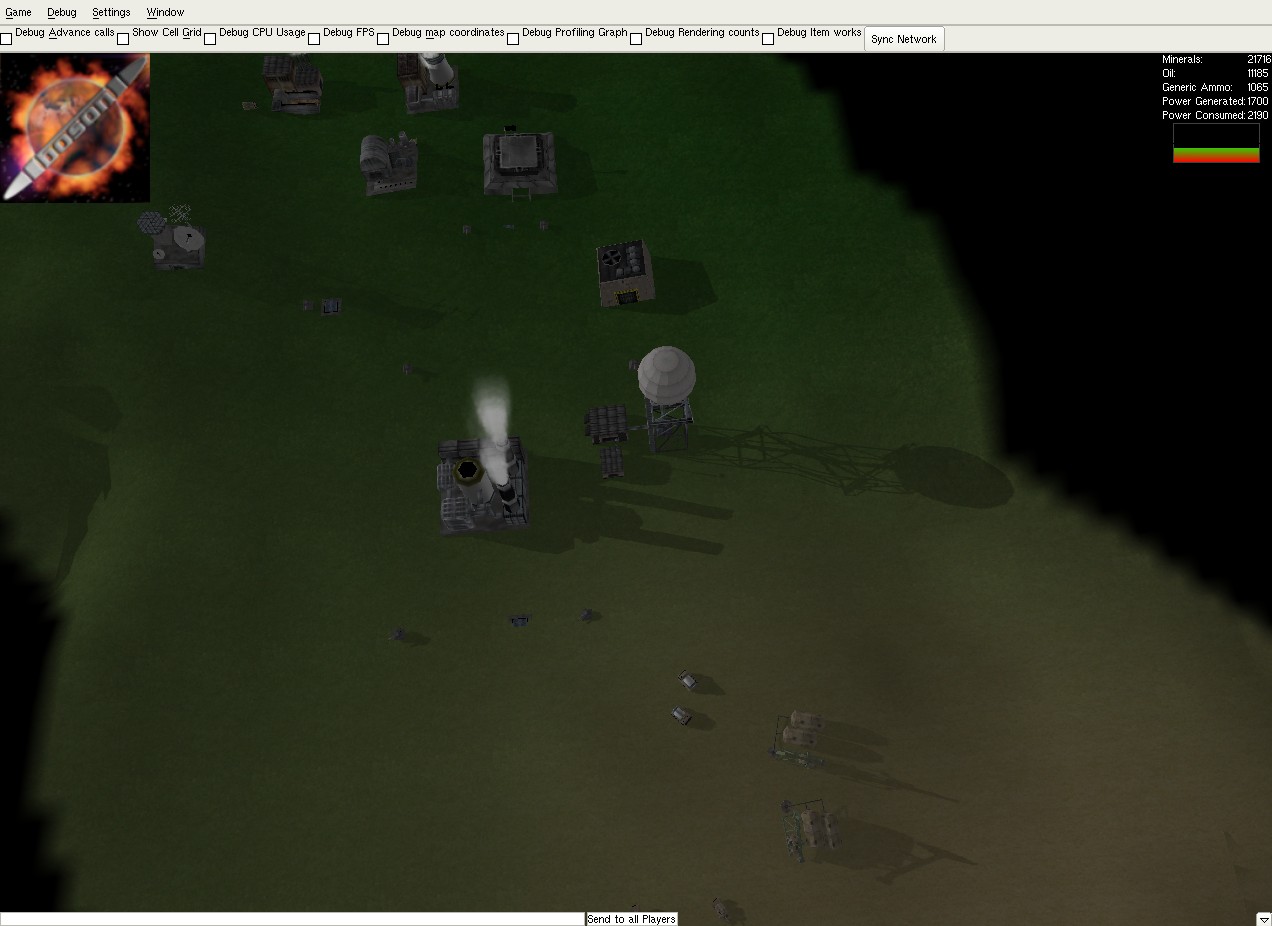 Game Debug Settings Window
Debug Advance calls Show Cell Grid Debug CPU Usage Debug FPS Debug map coordinates Debug Profiling Graph Debug Rendering counts Debug Item works Sync Network
boson
Minerals: 21716
Oil: 11185
Generic Ammo: 1065
Power Generated: 1700
Power Consumed: 2190
Send to all Players